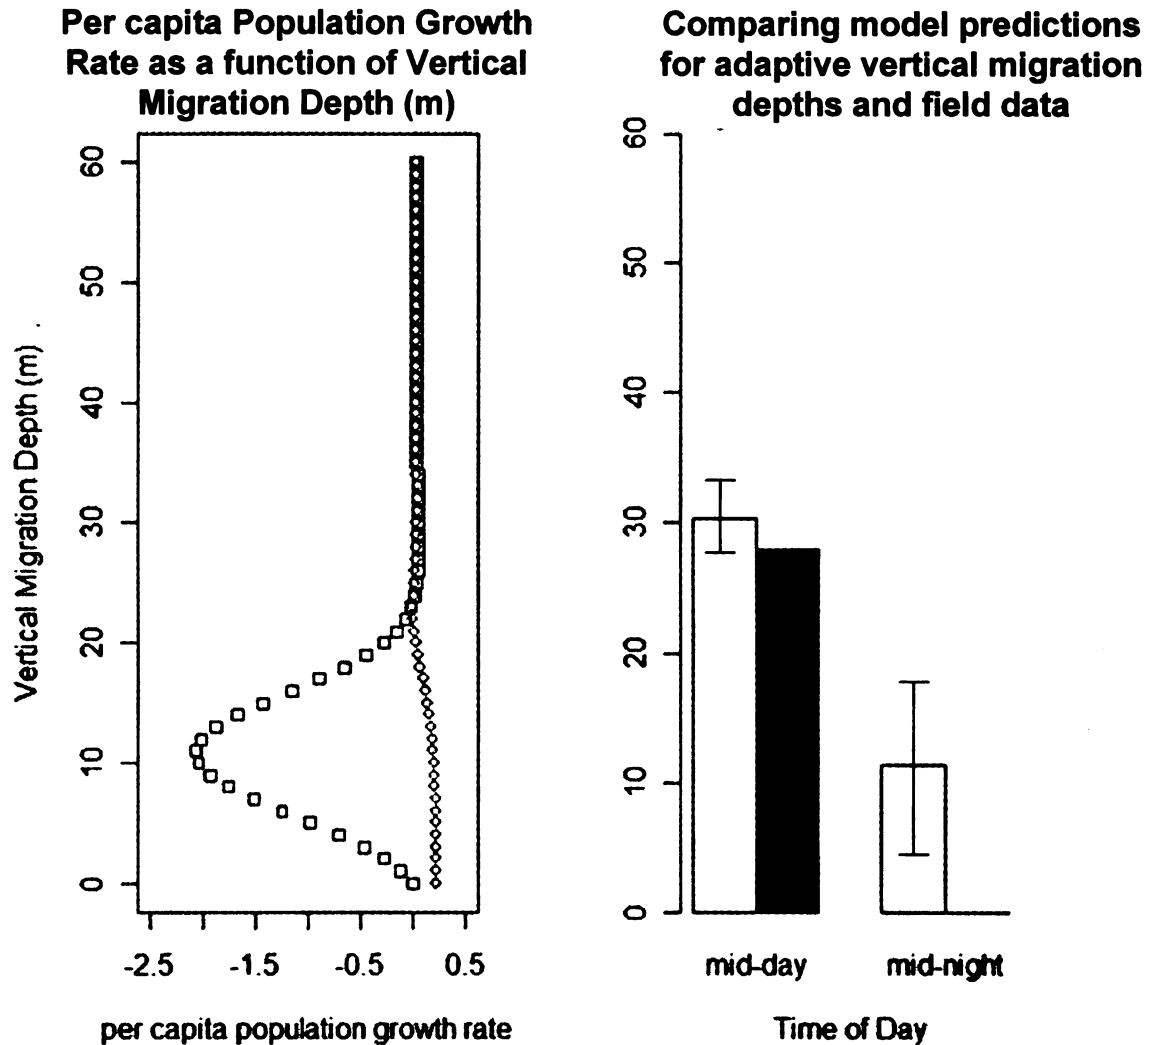 Per capita Population Growth
Rate as a function of Vertical
Migration Depth (m)
Vertical Migration Depth (m)
60
50
40
30
20
10
0
-2.5
-1.5
-0.5
0.5
per capita population growth rate
Comparing model predictions
for adaptive vertical migration
depths and field data
60
50
40
30
20
10
0
mid-day
mid-night
Time of Day